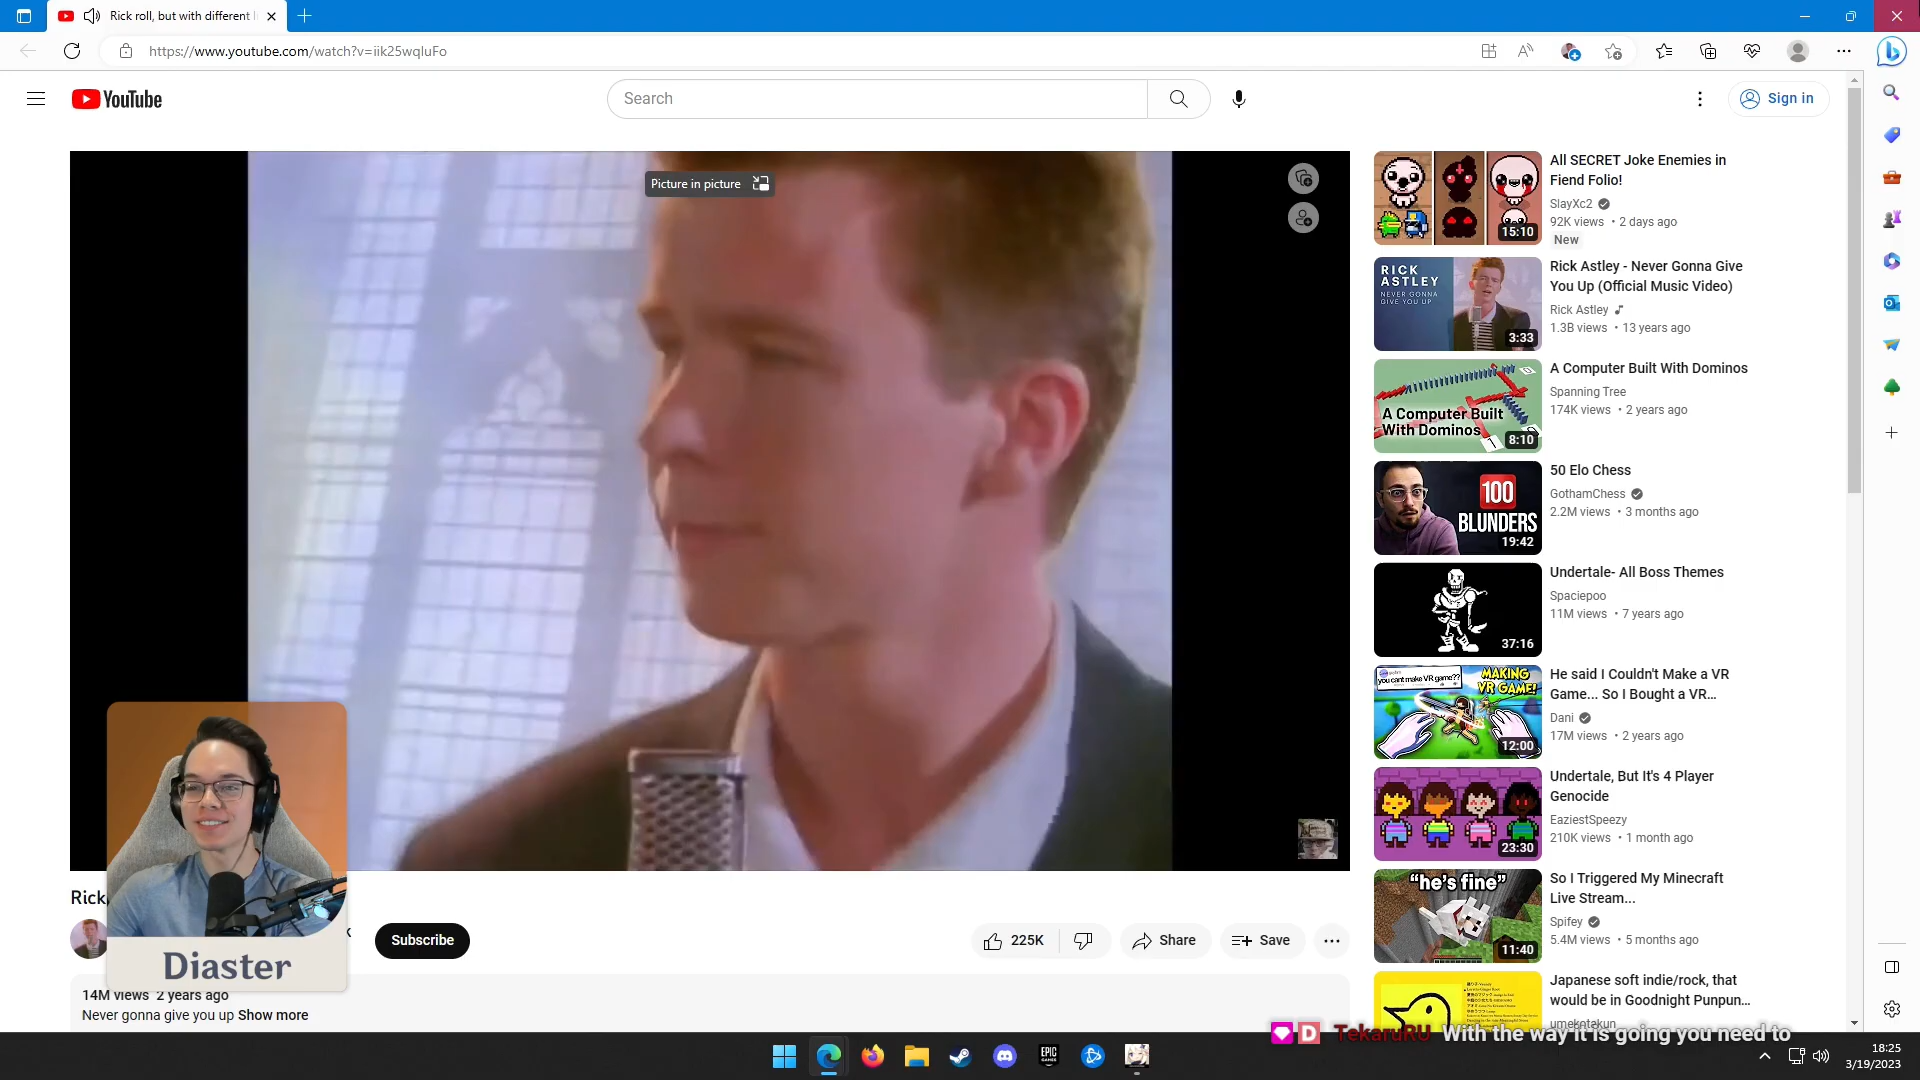 Rick roll, but with different
https://www.youtube.com/watch?v=iik25wqIuFo
YouTube
Search
Sign in
Picture in picture
All SECRET Joke Enemies in
Fiend Folio!
SlayXc2
92K views • 2 days ago
New
15:10
RICK
ASTLEY
NEVER GONNA
GIVE YOU UP
3:33
Rick Astley - Never Gonna Give
You Up (Official Music Video)
Rick Astley
1.3B views • 13 years ago
A Computer Built
With Dominos
8:10
A Computer Built With Dominos
Spanning Tree
174K views • 2 years ago
100
BLUNDERS
19:42
50 Elo Chess
GothamChess
2.2M views • 3 months ago
37:16
Undertale- All Boss Themes
Spaciepoo
11M views • 7 years ago
you cant make VR game??
MAKING
VR GAME!
12:00
He said I Couldn't Make a VR
Game... So I Bought a VR...
Dani
17M views • 2 years ago
23:30
Undertale, But It's 4 Player
Genocide
EaziestSpeezy
210K views • 1 month ago
“he's fine”
11:40
So I Triggered My Minecraft
Live Stream...
Spifey
5.4M views • 5 months ago
Japanese soft indie/rock, that
would be in Goodnight Punpun...
umekotekun
Rick
Subscribe
225K
Share
Save
Diaster
14M views 2 years ago
Never gonna give you up Show more
D TekaruRU With the way it is going you need to
EPIC
GAMES
18:25
3/19/2023